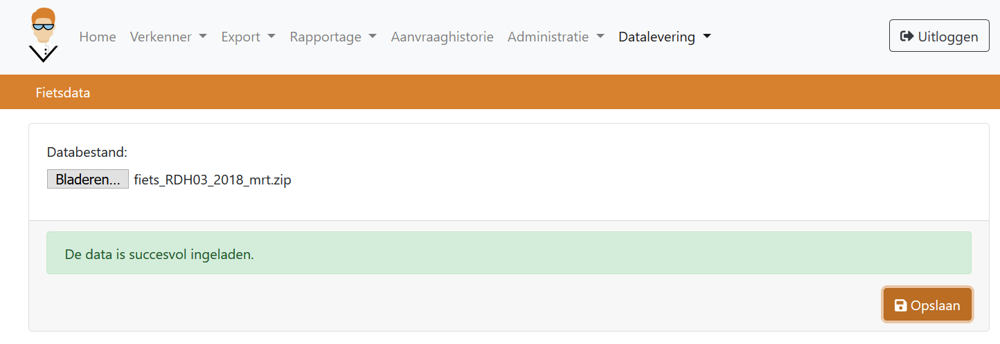 Home Verkenner Export Rapportage Aanvraaghistorie Administratie Datalevering Uitloggen
Fietsdata
Databestand:
Bladeren... fiets_RDH03_2018_mrt.zip
De data is succesvol ingeladen.
Opslaan